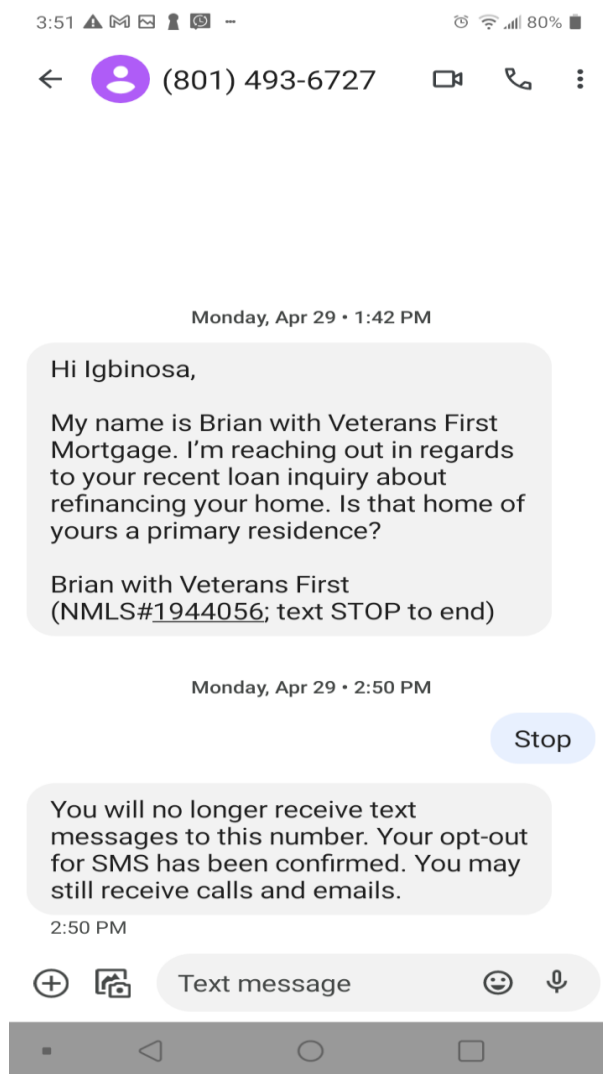 3:51 80%
(801) 493-6727
Monday, Apr 29 • 1:42 PM
Hi Igbinosa,
My name is Brian with Veterans First
Mortgage. I’m reaching out in regards
to your recent loan inquiry about
refinancing your home. Is that home of
yours a primary residence?
Brian with Veterans First
(NMLS#1944056; text STOP to end)
Monday, Apr 29 • 2:50 PM
Stop
You will no longer receive text
messages to this number. Your opt-out
for SMS has been confirmed. You may
still receive calls and emails.
2:50 PM
Text message